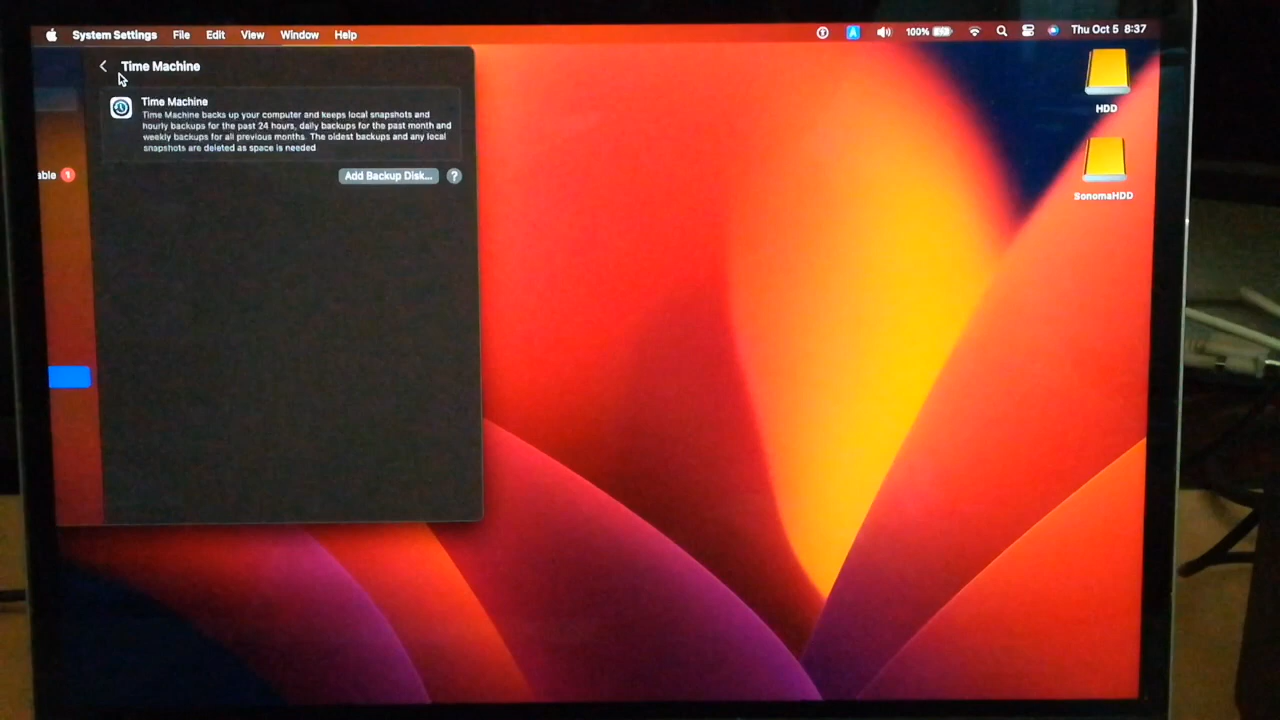 System Settings File Edit View Window Help
A 100% Thu Oct 5 8:37
Time Machine
Time Machine
Time Machine backs up your computer and keeps local snapshots and
hourly backups for the past 24 hours, daily backups for the past month and
weekly backups for all previous months. The oldest backups and any local
snapshots are deleted as space is needed
able 1
Add Backup Disk... ?
HDD
SonomaHDD